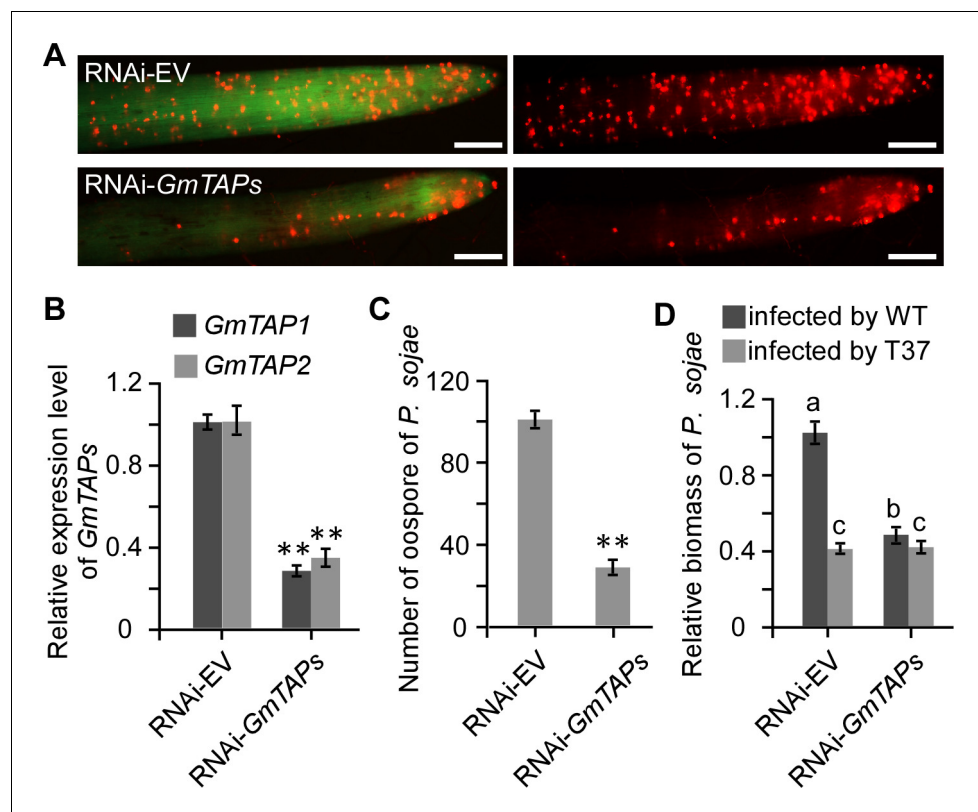 A
RNAi-EV
RNAi-GmTAPs
B
GmTAP1
GmTAP2
Relative expression level
of GmTAPs
1.2
0.8
0.4
0
** **
RNAi-EV
RNAi-GmTAPs
C
Number of oospore of P. sojae
120
80
40
0
**
RNAi-EV
RNAi-GmTAPs
D
infected by WT
infected by T37
Relative biomass of P. sojae
1.2
0.8
0.4
0
a
c
b
c
RNAi-EV
RNAi-GmTAPs